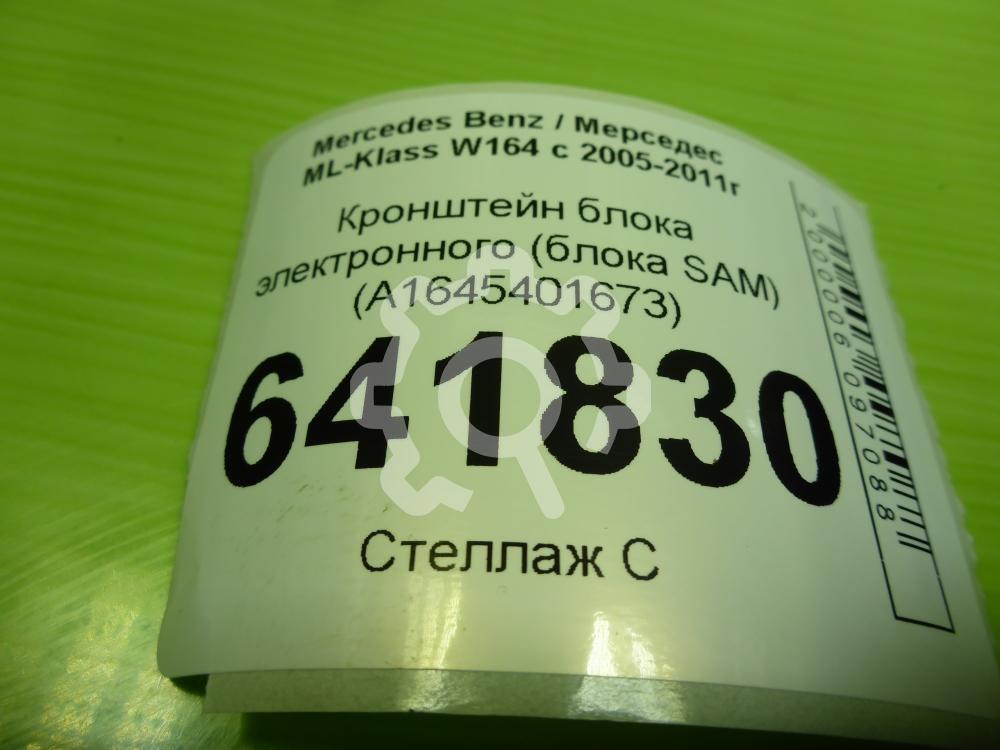 Mercedes Benz / Мерседес
ML-Klass W164 с 2005-2011г
Кронштейн блока
электронного (блока SAM)
(A1645401673)
641830
Стеллаж С
2000006097088